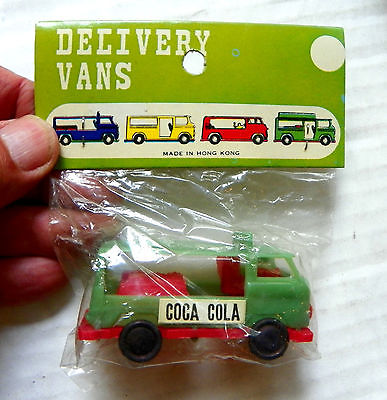 DELIVERY
VANS
MADE IN HONG KONG
COCA COLA